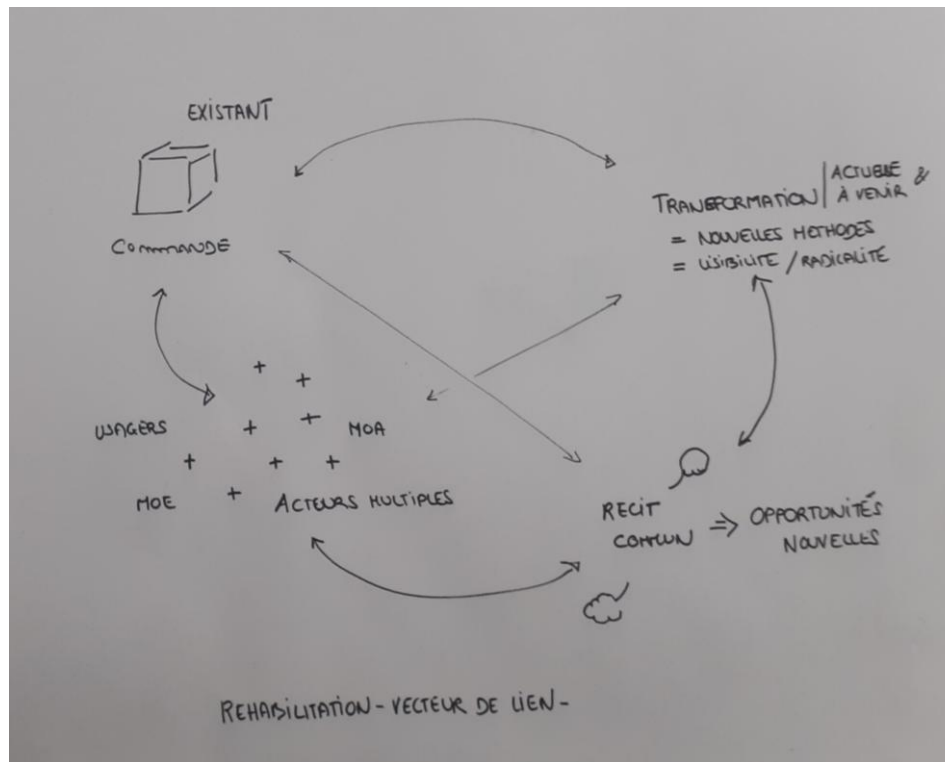 EXISTANT
COMMANDE
TRANSFORMATION
ACTUELLE &
À VENIR
= NOUVELLES METHODES
= LISIBILITE / RADICALITE
USAGERS
MOA
MOE
ACTEURS MULTIPLES
RECIT
COMMUN
=> OPPORTUNITÉS
NOUVELLES
REHABILITATION - VECTEUR DE LIEN -